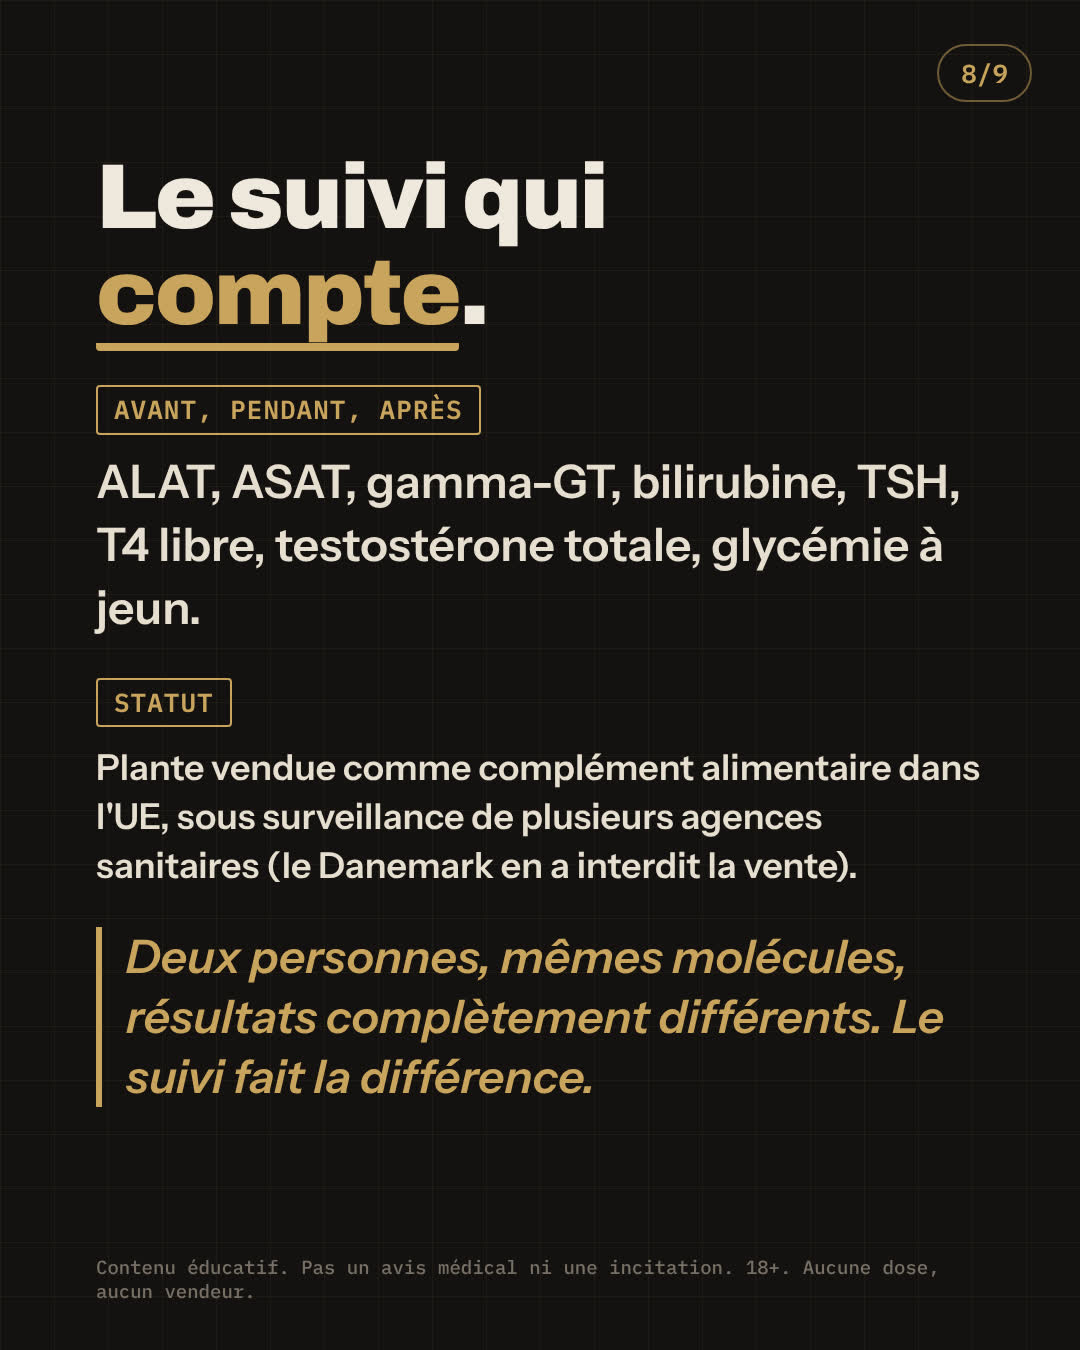 8/9
Le suivi qui
compte.
AVANT, PENDANT, APRÈS
ALAT, ASAT, gamma-GT, bilirubine, TSH,
T4 libre, testostérone totale, glycémie à
jeun.
STATUT
Plante vendue comme complément alimentaire dans
l'UE, sous surveillance de plusieurs agences
sanitaires (le Danemark en a interdit la vente).
Deux personnes, mêmes molécules,
résultats complètement différents. Le
suivi fait la différence.
Contenu éducatif. Pas un avis médical ni une incitation. 18+. Aucune dose,
aucun vendeur.